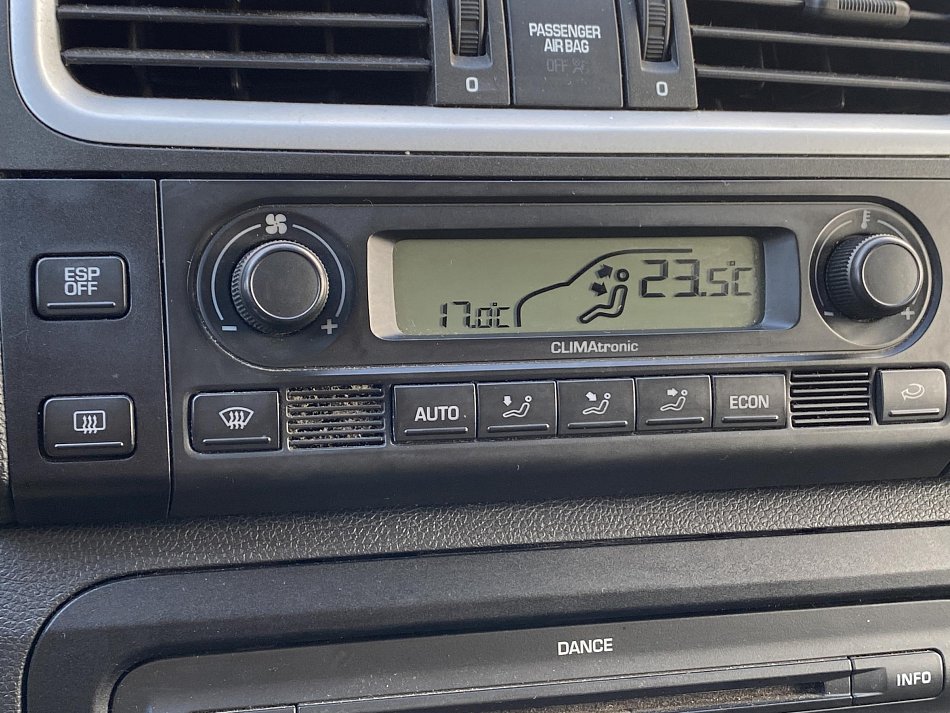 PASSENGER
AIR BAG
OFF
0
0
ESP
OFF
17.0°C
23.5°C
- +
- +
CLIMAtronic
AUTO
ECON
DANCE
INFO